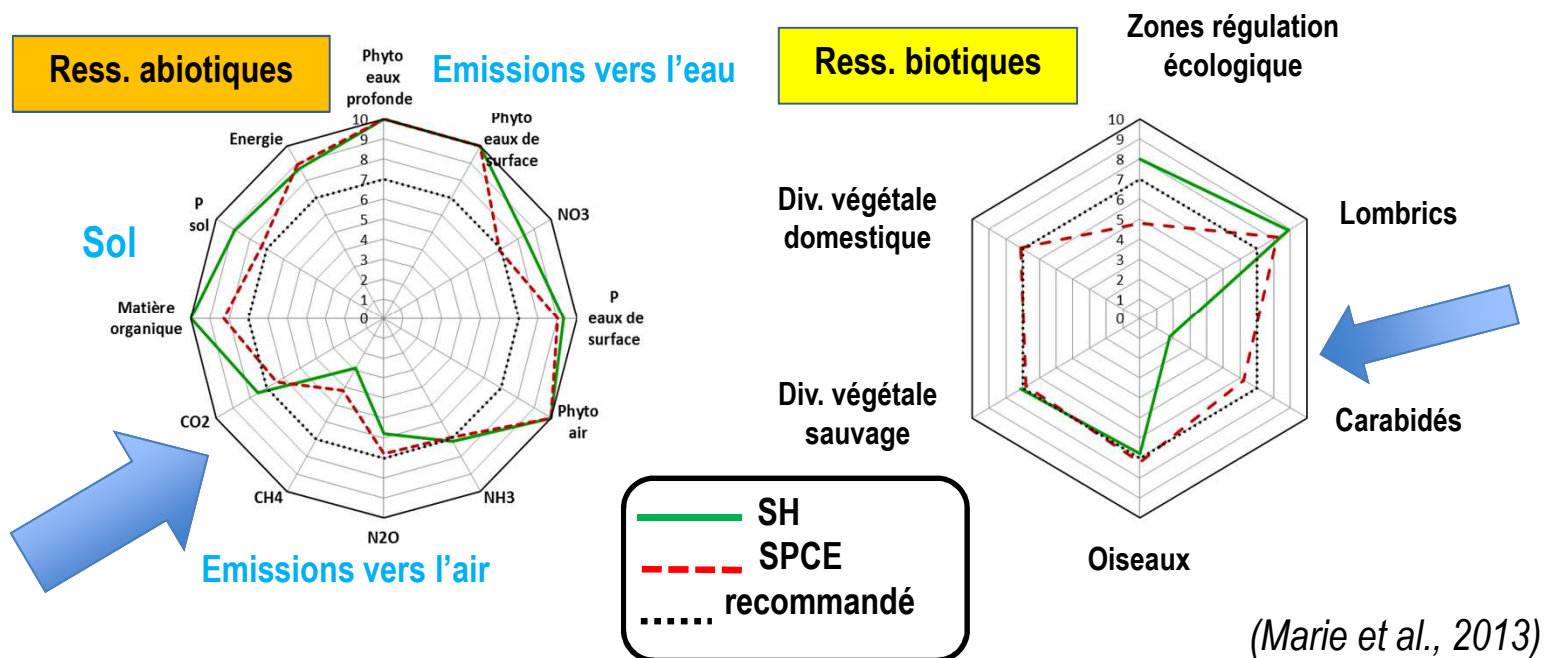 Ress. abiotiques
Emissions vers l'eau
Phyto
eaux
profonde
Phyto
eaux de
surface
NO3
P
eaux de
surface
Phyto
air
NH3
N2O
CH4
CO2
Matière
organique
P
sol
Energie
Sol
Emissions vers l'air
10
9
8
7
6
5
4
3
2
1
0
Ress. biotiques
Zones régulation
écologique
Lombrics
Carabidés
Oiseaux
Div. végétale
sauvage
Div. végétale
domestique
10
9
8
7
6
5
4
3
2
1
0
SH
SPCE
recommandé
(Marie et al., 2013)